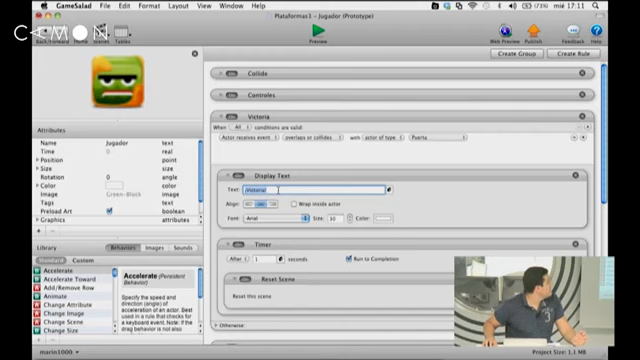 GameSalad File Edit Format Layout Window Help mié 17:11
CAMON
Plataformas1 - Jugador (Prototype)
Back/Forward Home Scenes Tables Preview Web Preview Publish Feedback Help
Create Group Create Rule
Collide
Controles
Victoria
When All conditions are valid
Actor receives event overlaps or collides with actor of type Puerta
Attributes
Name Jugador text
Time 0 real
Position
Size
Rotation 0 real
Color
Image Green-Block
Tags text
Preload Art boolean
Graphics
Display Text
Text: ¡Victoria!
Align: Wrap inside actor
Font: Arial Size: 30 Color:
Timer
After 1 seconds Run to Completion
Reset Scene
Reset this scene
Otherwise
Library Behaviors Images Sounds
Standard Custom
Accelerate
Accelerate Toward
Add/Remove Row
Animate
Change Attribute
Change Image
Change Scene
Change Size
Accelerate (Persistent Behavior)
Specify the speed and direction (angle) of acceleration of an actor. Best used in a rule that checks for a keyboard event. Note: If the drag behavior is not also
marin1000
Project Size: 1.1 MB